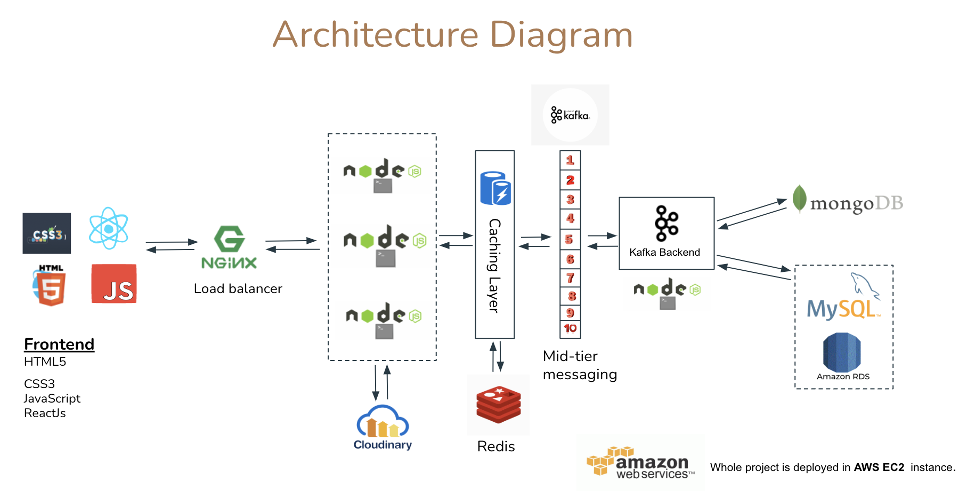 Architecture Diagram
kafka
1
2
3
4
5
6
7
8
9
10
node
JS
node
JS
node
JS
Caching Layer
CSS3
HTML
5
JS
NGiNX
Load balancer
Kafka Backend
node
JS
mongoDB
MySQL
Amazon RDS
Frontend
HTML5
CSS3
JavaScript
ReactJs
Mid-tier
messaging
Cloudinary
Redis
amazon
webservices™
Whole project is deployed in AWS EC2 instance.